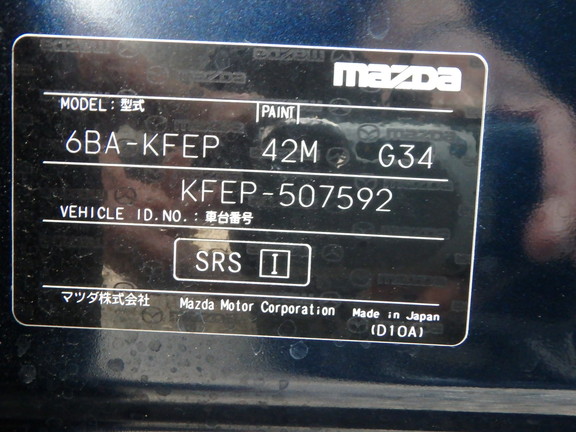 mazda
MODEL: 型式 PAINT
6BA-KFEP 42M G34
KFEP-507592
VEHICLE ID.NO.: 車台番号
SRS I
マツダ株式会社 Mazda Motor Corporation Made in Japan
(D10A)